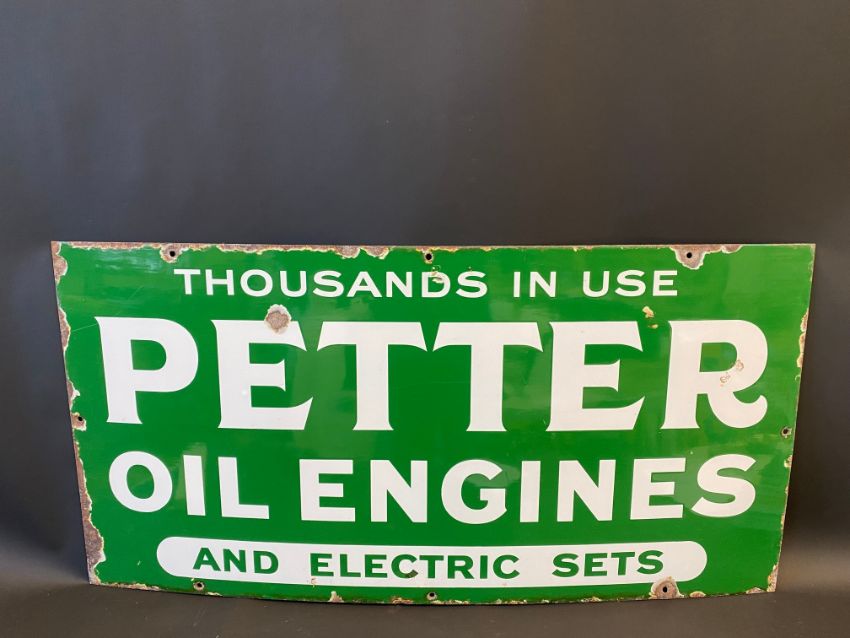 THOUSANDS IN USE
PETTER
OIL ENGINES
AND ELECTRIC SETS